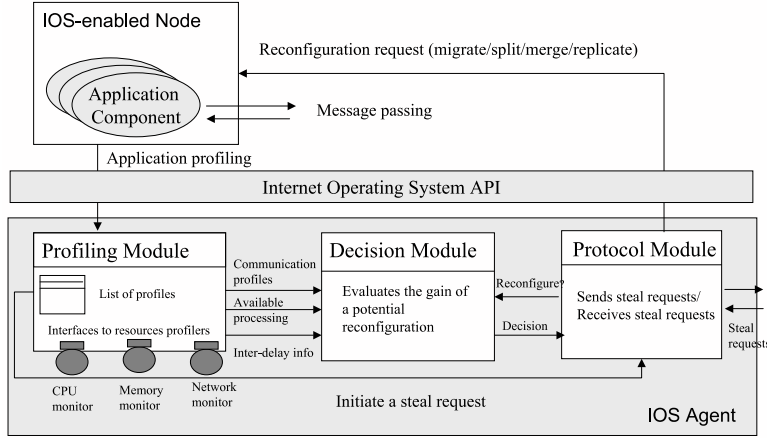 IOS-enabled Node
Reconfiguration request (migrate/split/merge/replicate)
Application
Component
Message passing
Application profiling
Internet Operating System API
Profiling Module
List of profiles
Interfaces to resources profilers
Communication
profiles
Available
processing
Inter-delay info
Decision Module
Evaluates the gain of
a potential
reconfiguration
Reconfigure?
Decision
Protocol Module
Sends steal requests/
Receives steal requests
Steal
requests
CPU
monitor
Memory
monitor
Network
monitor
Initiate a steal request
IOS Agent